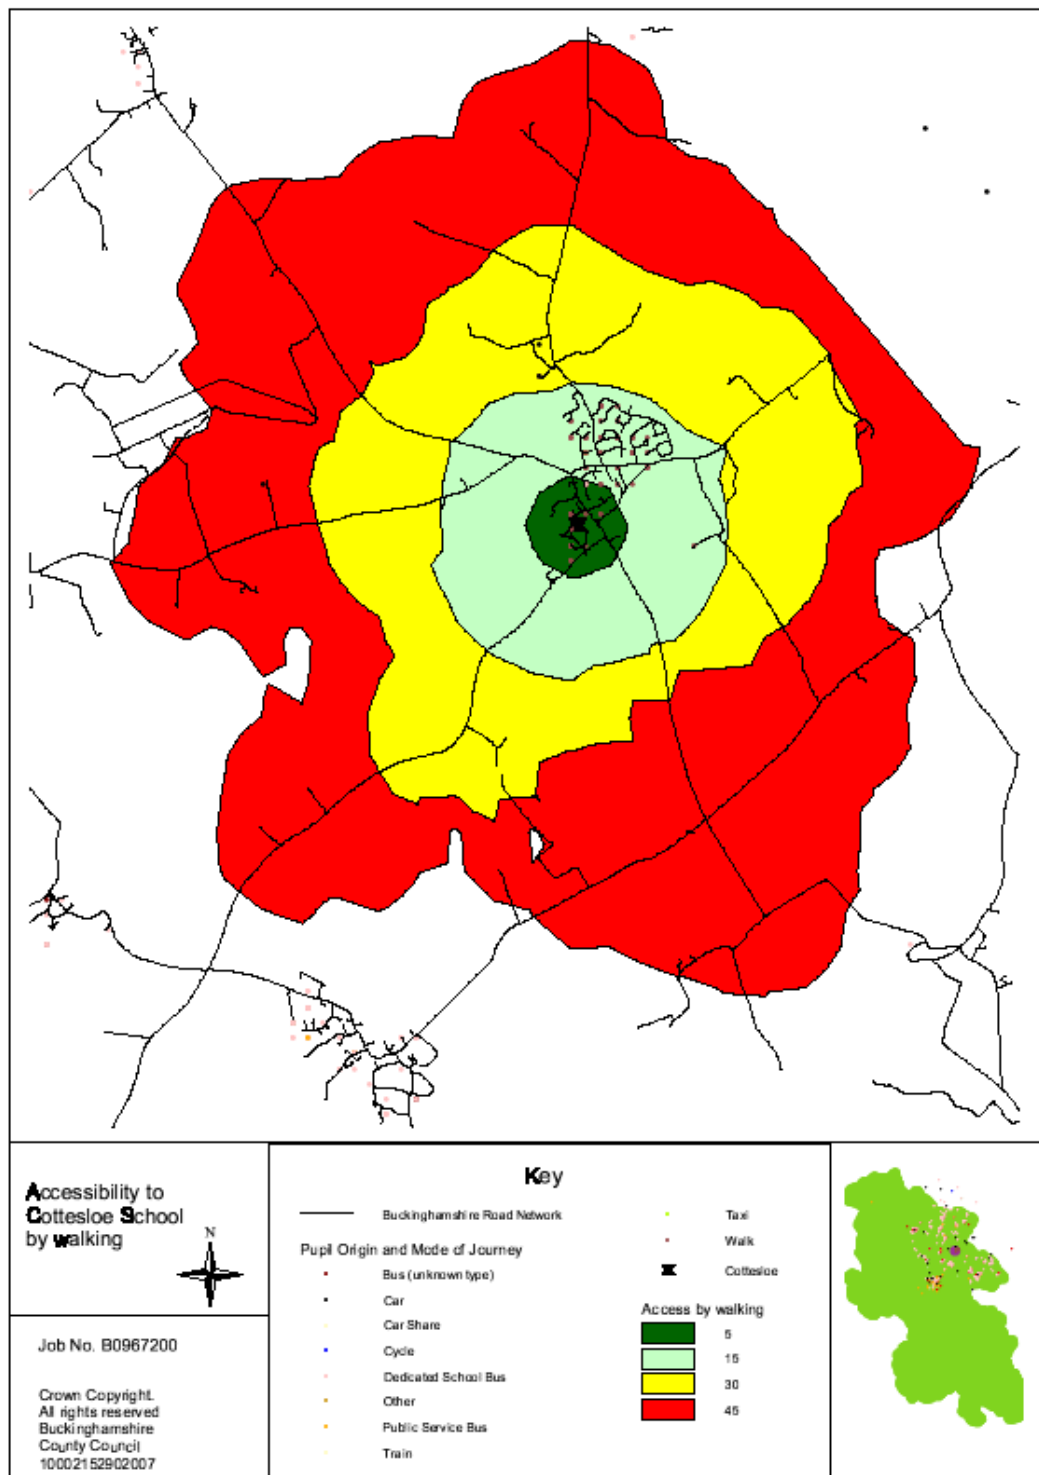 Accessibility to
Cottesloe School
by walking
N
Job No. B0967200
Crown Copyright.
All rights reserved
Buckinghamshire
County Council
10002152902007
Key
Buckinghamshire Road Network
Pupil Origin and Mode of Journey
Bus (unknown type)
Car
Car Share
Cycle
Dedicated School Bus
Other
Public Service Bus
Train
Taxi
Walk
Cottesloe
Access by walking
5
15
30
45